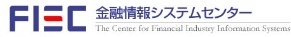 FISC 金融情報システムセンター
The Center for Financial Industry Information Systems